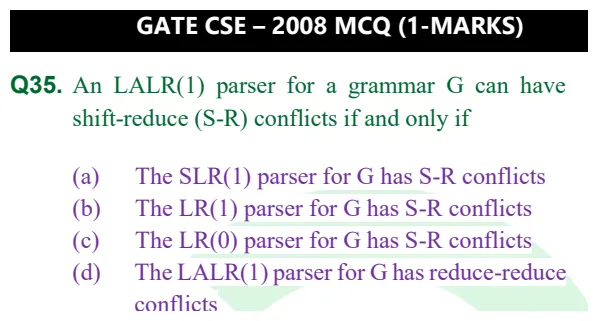 GATE CSE – 2008 MCQ (1-MARKS)
Q35. An LALR(1) parser for a grammar G can have
shift-reduce (S-R) conflicts if and only if
(a) The SLR(1) parser for G has S-R conflicts
(b) The LR(1) parser for G has S-R conflicts
(c) The LR(0) parser for G has S-R conflicts
(d) The LALR(1) parser for G has reduce-reduce
conflicts